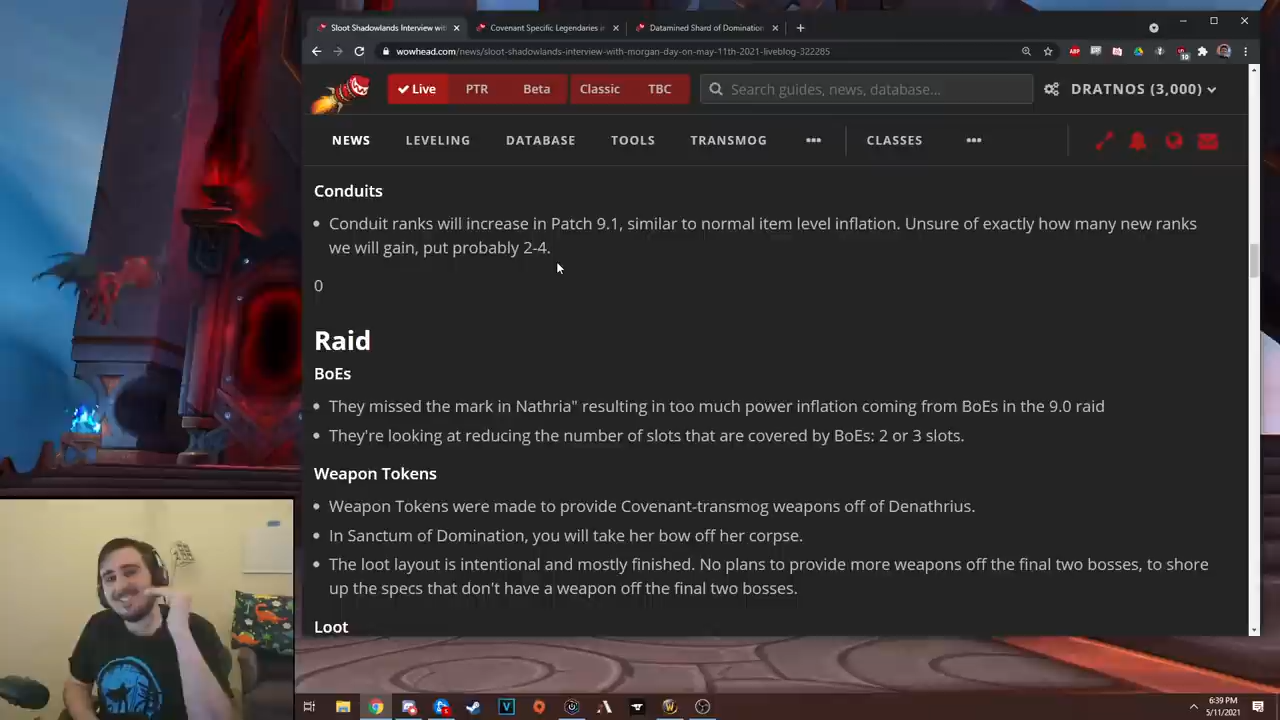 Sloot Shadowlands Interview wit
Covenant Specific Legendaries i
Datamined Shard of Domination
wowhead.com/news/sloot-shadowlands-interview-with-morgan-day-on-may-11th-2021-liveblog-322285
ABP
10
Live
PTR
Beta
Classic
TBC
Search guides, news, database...
DRATNOS (3,000)
NEWS
LEVELING
DATABASE
TOOLS
TRANSMOG
•••
CLASSES
•••
Conduits
• Conduit ranks will increase in Patch 9.1, similar to normal item level inflation. Unsure of exactly how many new ranks
we will gain, put probably 2-4.
0
Raid
BoEs
• They missed the mark in Nathria" resulting in too much power inflation coming from BoEs in the 9.0 raid
• They're looking at reducing the number of slots that are covered by BoEs: 2 or 3 slots.
Weapon Tokens
• Weapon Tokens were made to provide Covenant-transmog weapons off of Denathrius.
• In Sanctum of Domination, you will take her bow off her corpse.
• The loot layout is intentional and mostly finished. No plans to provide more weapons off the final two bosses, to shore
up the specs that don't have a weapon off the final two bosses.
Loot
6:39 PM
5/11/2021